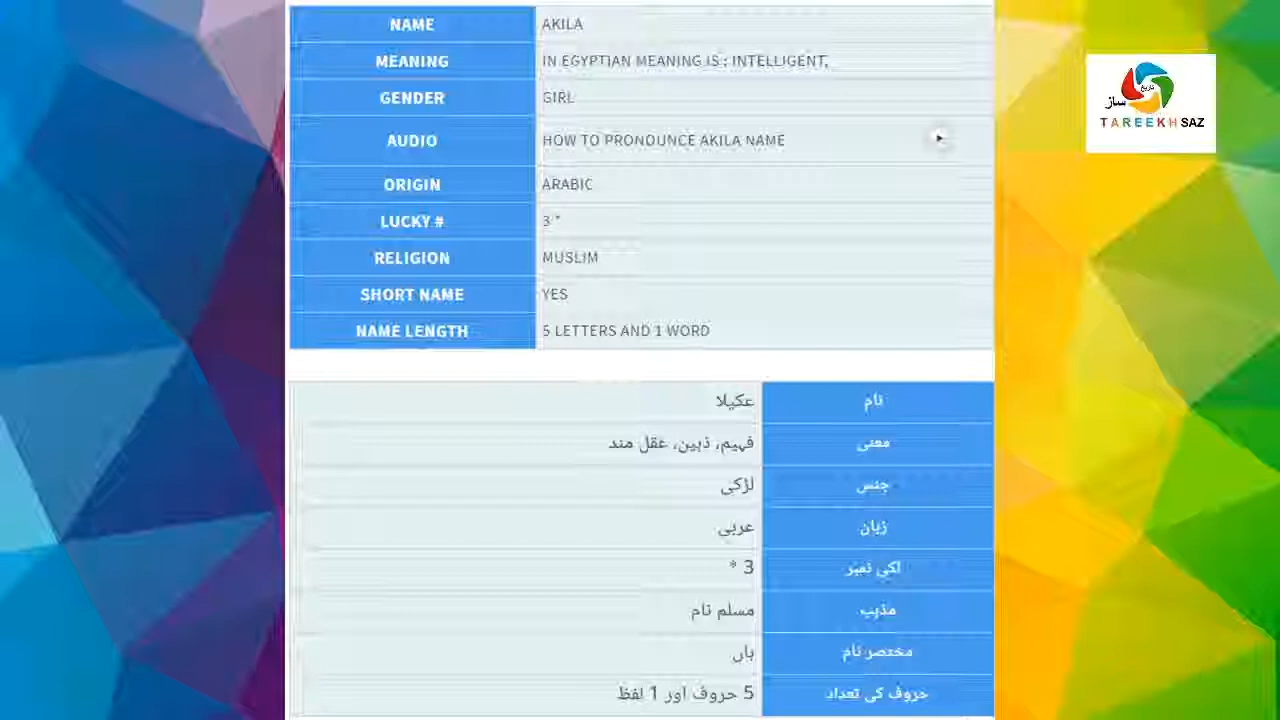 NAME AKILA
MEANING IN EGYPTIAN MEANING IS : INTELLIGENT,
GENDER GIRL
AUDIO HOW TO PRONOUNCE AKILA NAME
ORIGIN ARABIC
LUCKY # 3 *
RELIGION MUSLIM
SHORT NAME YES
NAME LENGTH 5 LETTERS AND 1 WORD
نام عکیلا
معنی فہیم، ذہین، عقل مند
جنس لڑکی
زبان عربی
لکی نمبر 3 *
مذہب مسلم نام
مختصر نام ہاں
حروف کی تعداد 5 حروف اور 1 لفظ
تاریخ
ساز
TAREEKH SAZ